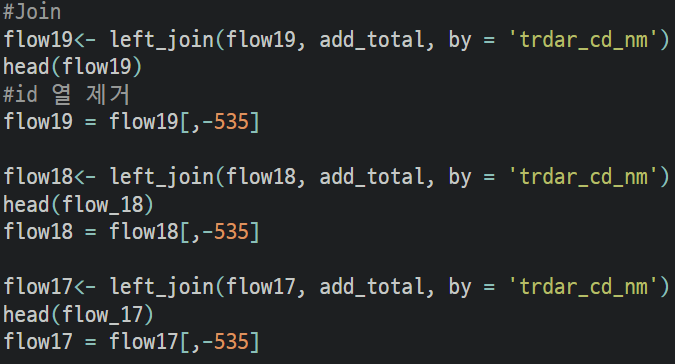 #Join
flow19<- left_join(flow19, add_total, by = 'trdar_cd_nm')
head(flow19)
#id 열 제거
flow19 = flow19[,-535]
flow18<- left_join(flow18, add_total, by = 'trdar_cd_nm')
head(flow_18)
flow18 = flow18[,-535]
flow17<- left_join(flow17, add_total, by = 'trdar_cd_nm')
head(flow_17)
flow17 = flow17[,-535]